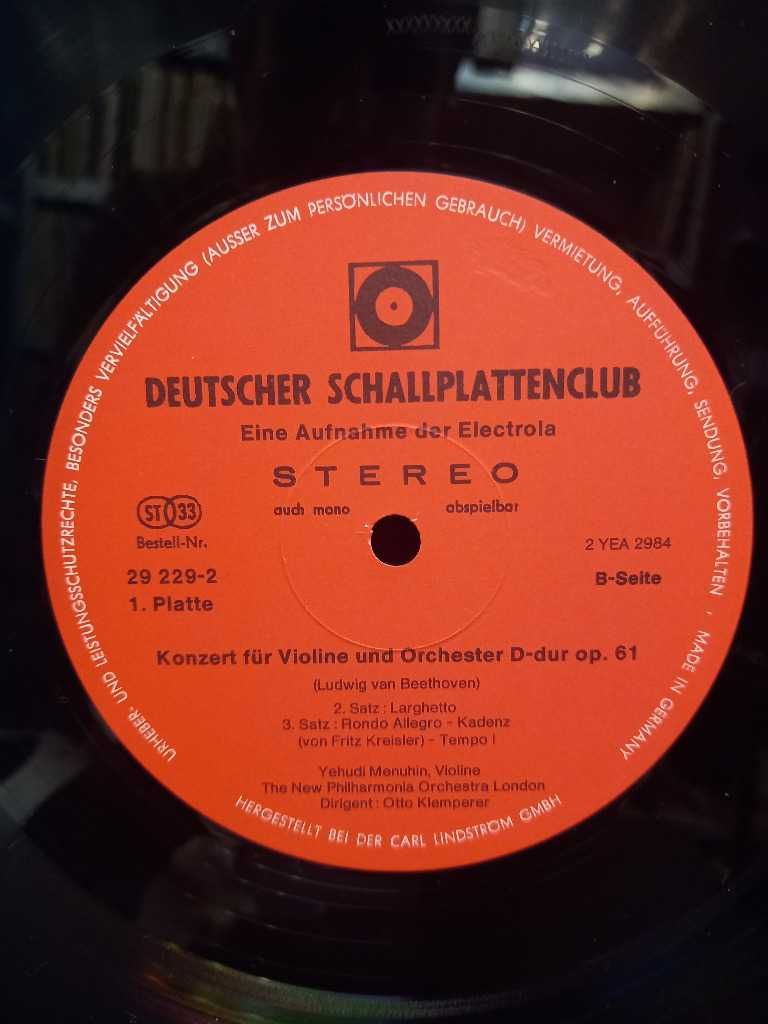 URHEBER- UND LEISTUNGSSCHUTZRECHTE, BESONDERS VERVIELFÄLTIGUNG (AUSSER ZUM PERSÖNLICHEN GEBRAUCH) VERMIETUNG, AUFFÜHRUNG, SENDUNG, VORBEHALTEN , MADE IN GERMANY
DEUTSCHER SCHALLPLATTENCLUB
Eine Aufnahme der Electrola
STEREO
auch mono abspielbar
ST 33
Bestell-Nr. 2 YEA 2984
29 229-2 B-Seite
1. Platte
Konzert für Violine und Orchester D-dur op. 61
(Ludwig van Beethoven)
2. Satz : Larghetto
3. Satz : Rondo Allegro - Kadenz
(von Fritz Kreisler) - Tempo I
Yehudi Menuhin, Violine
The New Philharmonia Orchestra London
Dirigent : Otto Klemperer
HERGESTELLT BEI DER CARL LINDSTRÖM GMBH